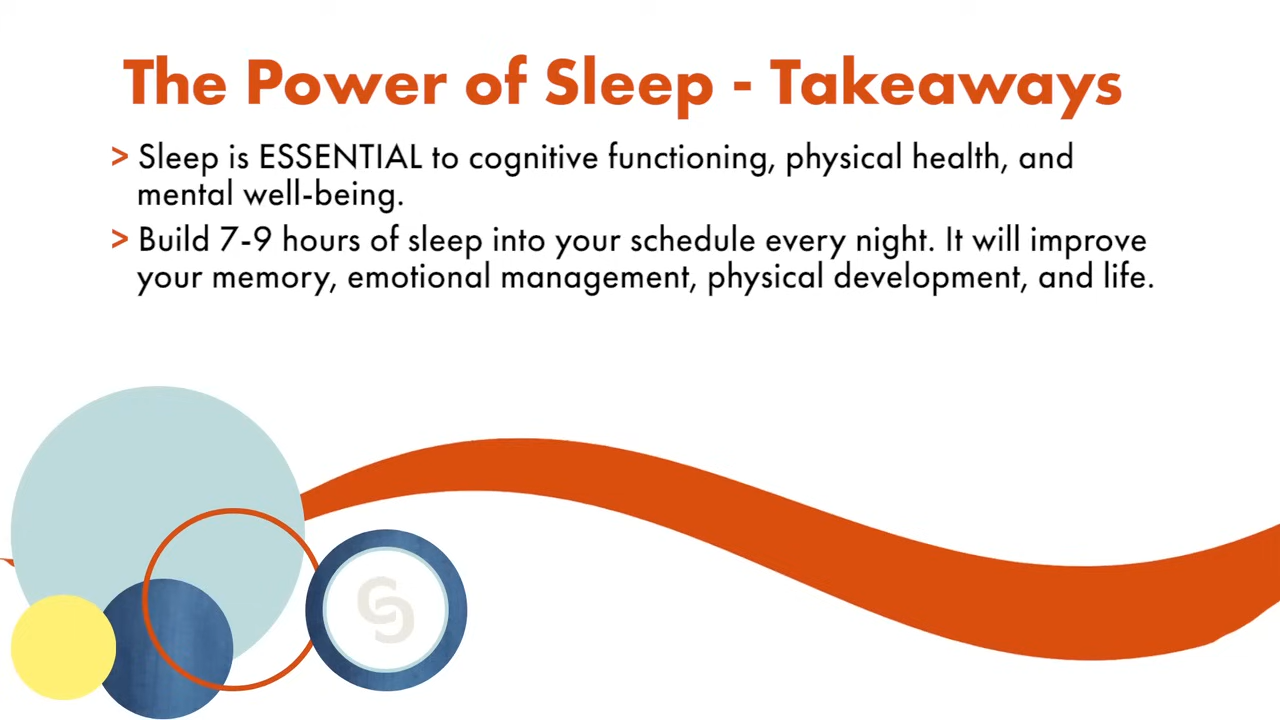 The Power of Sleep - Takeaways
> Sleep is ESSENTIAL to cognitive functioning, physical health, and
mental well-being.
> Build 7-9 hours of sleep into your schedule every night. It will improve
your memory, emotional management, physical development, and life.